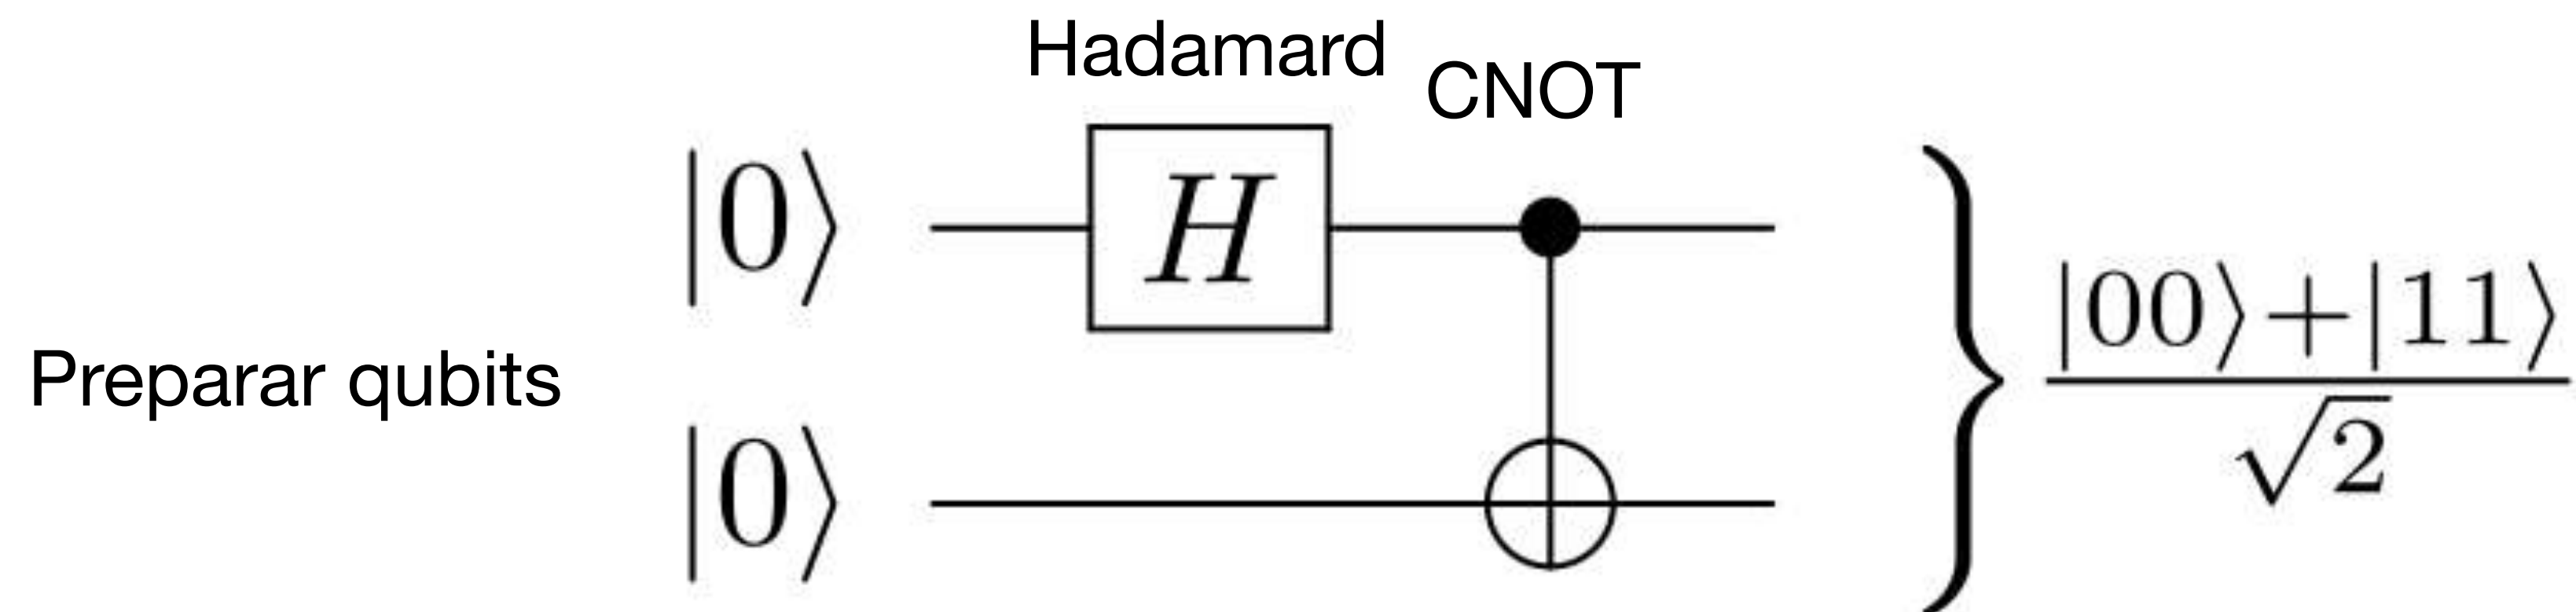 Hadamard
CNOT
|0⟩
H
Preparar qubits
|0⟩
|00⟩+|11⟩
√2